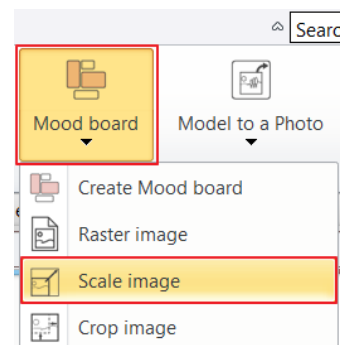 Searc
Mood board
Model to a Photo
Create Mood board
Raster image
Scale image
Crop image